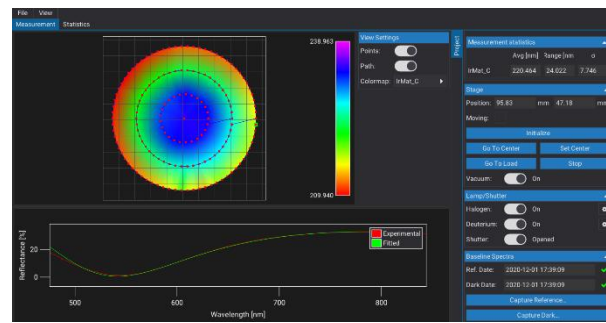 File View
Measurement Statistics
238.963
209.940
View Settings
Points:
Path:
Colormap: IrMat_C
Project
Measurement statistics
Avg [nm] Range [nm] σ
IrMat_C 220.464 24.022 7.746
Stage
Position: 95.83 mm 47.18 mm
Moving:
Initialize
Go To Center Set Center
Go To Load Stop
Vacuum: On
Lamp/Shutter
Halogen: On
Deuterium: On
Shutter: Opened
Baseline Spectra
Ref. Date: 2020-12-01 17:39:09
Dark Date: 2020-12-01 17:39:09
Capture Reference...
Capture Dark...
Reflectance [%]
20
0
Experimental
Fitted
500 600 700 800
Wavelength [nm]